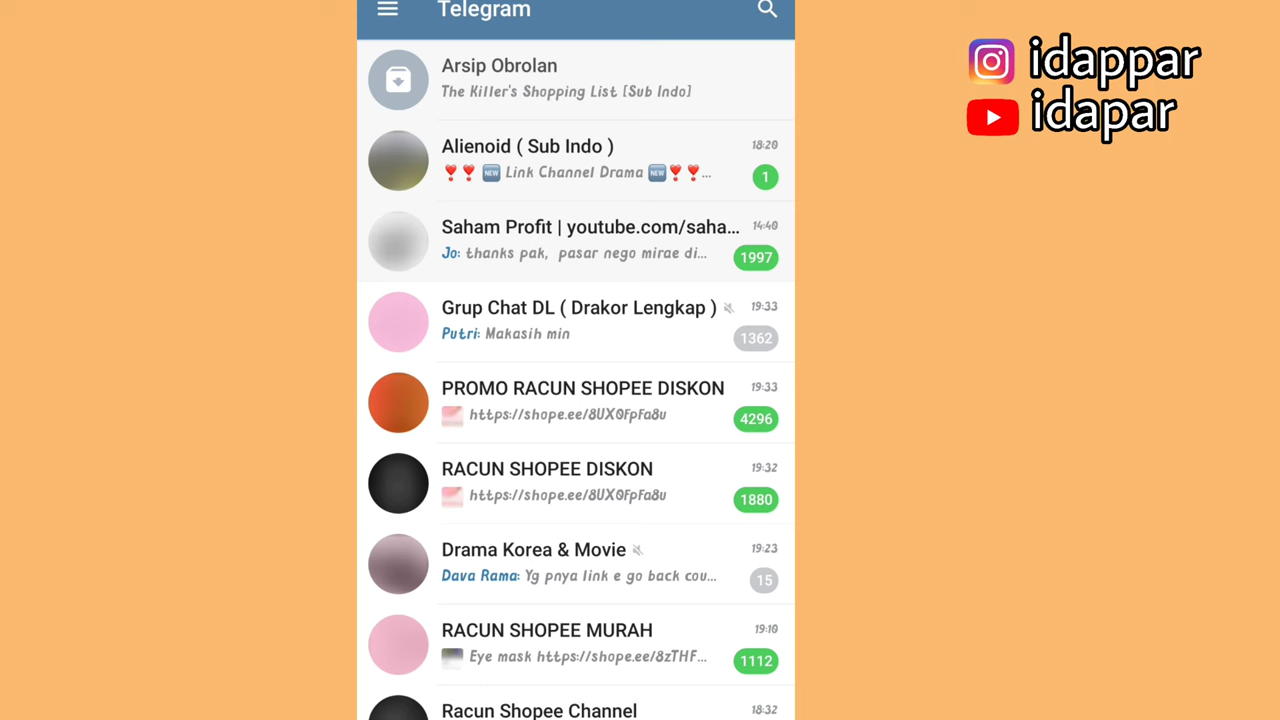 Telegram
idappar
idapar
Arsip Obrolan
The Killer's Shopping List [Sub Indo]
Alienoid ( Sub Indo ) 18:20
❣️❣️ 🆕 Link Channel Drama 🆕❣️❣️... 1
Saham Profit | youtube.com/saha... 14:40
Jo: thanks pak, pasar nego mirae di... 1997
Grup Chat DL ( Drakor Lengkap ) 19:33
Putri: Makasih min 1362
PROMO RACUN SHOPEE DISKON 19:33
https://shope.ee/8UX0FpFa8u 4296
RACUN SHOPEE DISKON 19:32
https://shope.ee/8UX0FpFa8u 1880
Drama Korea & Movie 19:23
Dava Rama: Yg pnya link e go back cou... 15
RACUN SHOPEE MURAH 19:10
Eye mask https://shope.ee/8zTHF... 1112
Racun Shopee Channel 18:32